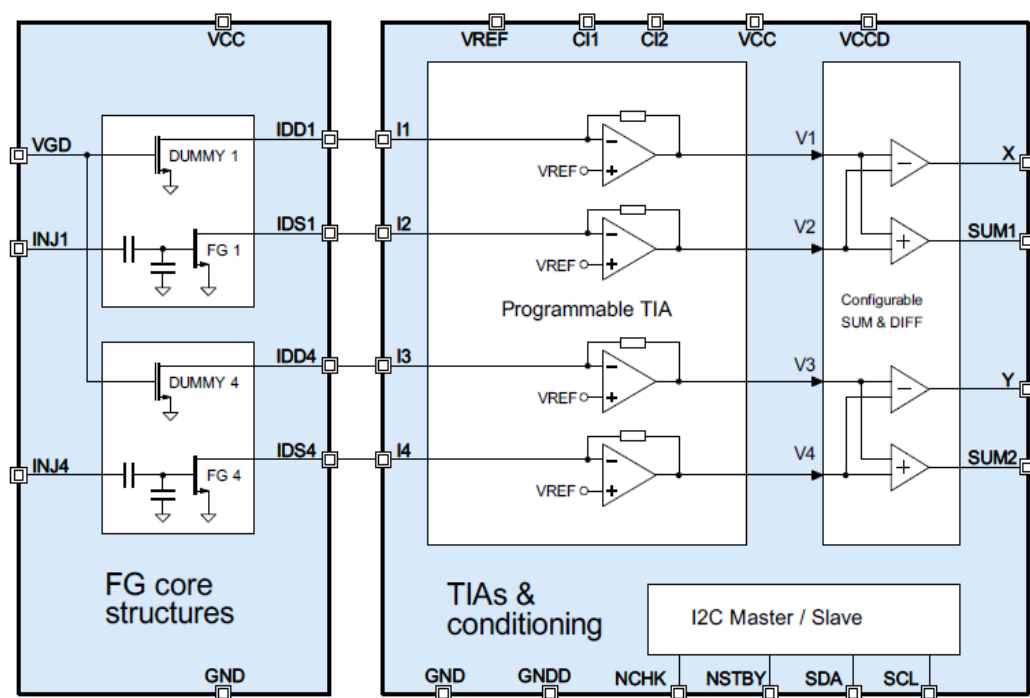 VCC
VREF
CI1
CI2
VCC
VCCD
VGD
DUMMY 1
IDD1
I1
VREF
V1
X
INJ1
FG 1
IDS1
I2
VREF
V2
SUM1
Programmable TIA
Configurable
SUM & DIFF
DUMMY 4
IDD4
I3
VREF
V3
Y
INJ4
FG 4
IDS4
I4
VREF
V4
SUM2
FG core
structures
TIAs &
conditioning
I2C Master / Slave
GND
GND
GNDD
NCHK
NSTBY
SDA
SCL